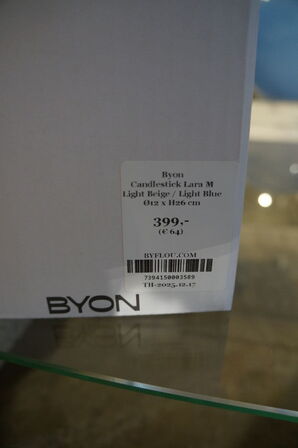 Byon
Candlestick Lara M
Light Beige / Light Blue
Ø12 x H26 cm
399,-
(€ 64)
BYFLOU.COM
7394150003589
TH-2025.12.17
BYON